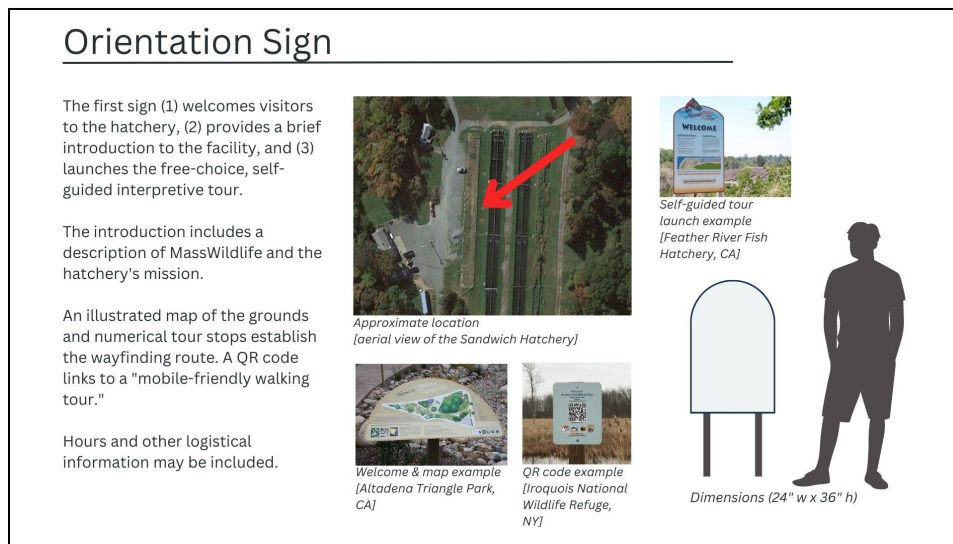 Orientation Sign
The first sign (1) welcomes visitors
to the hatchery, (2) provides a brief
introduction to the facility, and (3)
launches the free-choice, self-
guided interpretive tour.
The introduction includes a
description of MassWildlife and the
hatchery's mission.
An illustrated map of the grounds
and numerical tour stops establish
the wayfinding route. A QR code
links to a "mobile-friendly walking
tour."
Hours and other logistical
information may be included.
Approximate location
[aerial view of the Sandwich Hatchery]
Welcome & map example
[Altadena Triangle Park,
CA]
QR code example
[Iroquois National
Wildlife Refuge,
NY]
WELCOME
Self-guided tour
launch example
[Feather River Fish
Hatchery, CA]
Dimensions (24" w x 36" h)